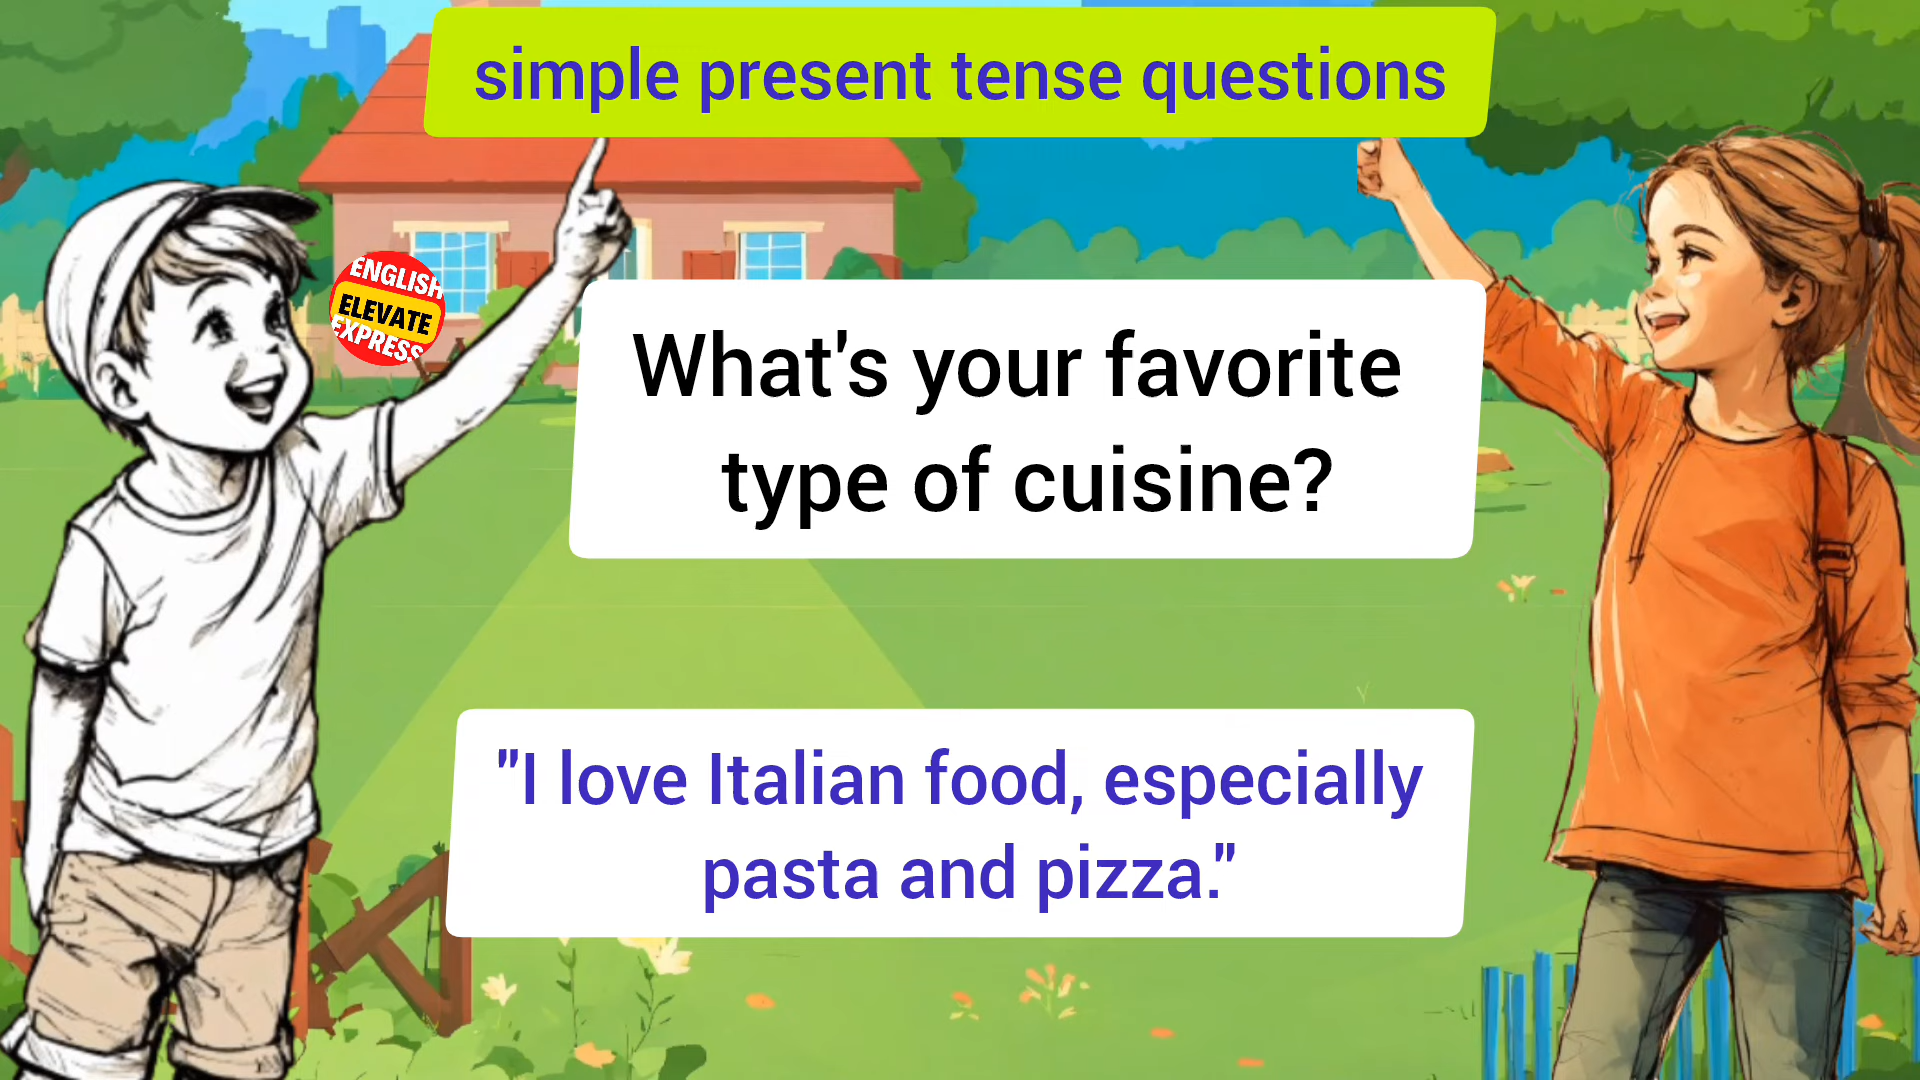 simple present tense questions
ENGLISH
ELEVATE
EXPRESS
What's your favorite
type of cuisine?
"I love Italian food, especially
pasta and pizza."